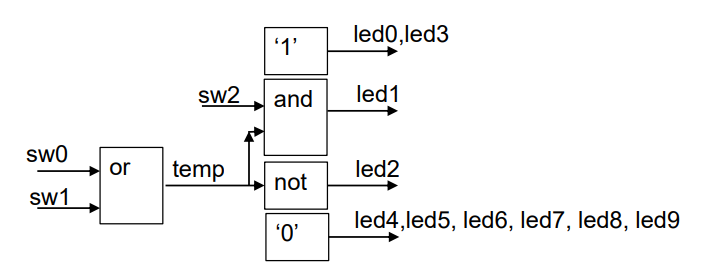 ‘1’ led0,led3
sw2 and led1
sw0 or temp not led2
sw1
‘0’ led4,led5, led6, led7, led8, led9